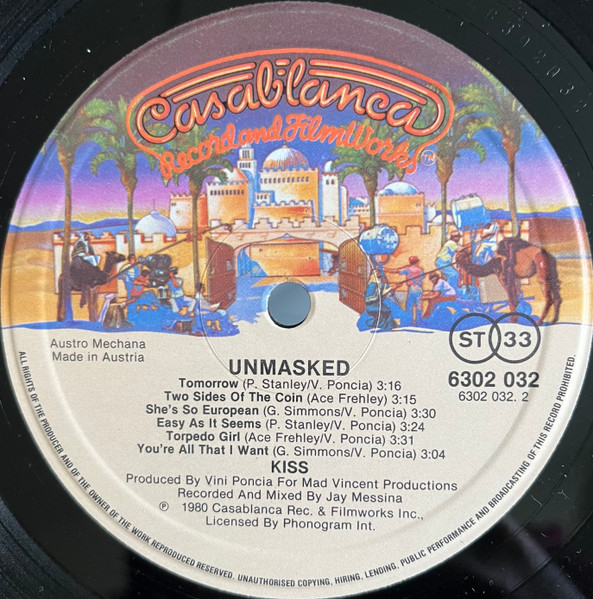 Casablanca
Record and FilmWorks
TM
Austro Mechana
Made in Austria
ST 33
6302 032
6302 032. 2
UNMASKED
Tomorrow (P. Stanley/V. Poncia) 3:16
Two Sides Of The Coin (Ace Frehley) 3:15
She's So European (G. Simmons/V. Poncia) 3:30
Easy As It Seems (P. Stanley/V. Poncia) 3:24
Torpedo Girl (Ace Frehley/V. Poncia) 3:31
You're All That I Want (G. Simmons/V. Poncia) 3:04
KISS
Produced By Vini Poncia For Mad Vincent Productions
Recorded And Mixed By Jay Messina
℗ 1980 Casablanca Rec. & Filmworks Inc.,
Licensed By Phonogram Int.
ALL RIGHTS OF THE PRODUCER AND OF THE OWNER OF THE WORK REPRODUCED RESERVED. UNAUTHORISED COPYING, HIRING, LENDING, PUBLIC PERFORMANCE AND BROADCASTING OF THIS RECORD PROHIBITED.